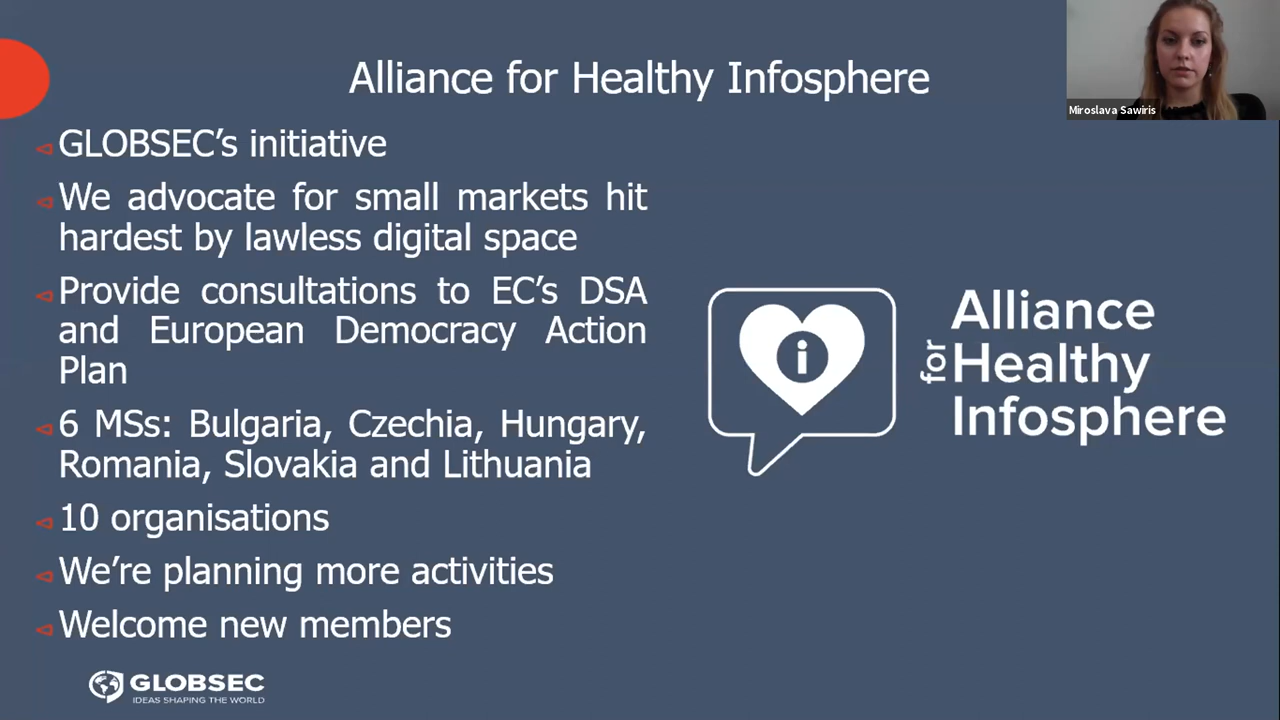 Alliance for Healthy Infosphere
Miroslava Sawiris
GLOBSEC’s initiative
We advocate for small markets hit
hardest by lawless digital space
Provide consultations to EC’s DSA
and European Democracy Action
Plan
6 MSs: Bulgaria, Czechia, Hungary,
Romania, Slovakia and Lithuania
10 organisations
We’re planning more activities
Welcome new members
i
Alliance
for Healthy
Infosphere
GLOBSEC
IDEAS SHAPING THE WORLD